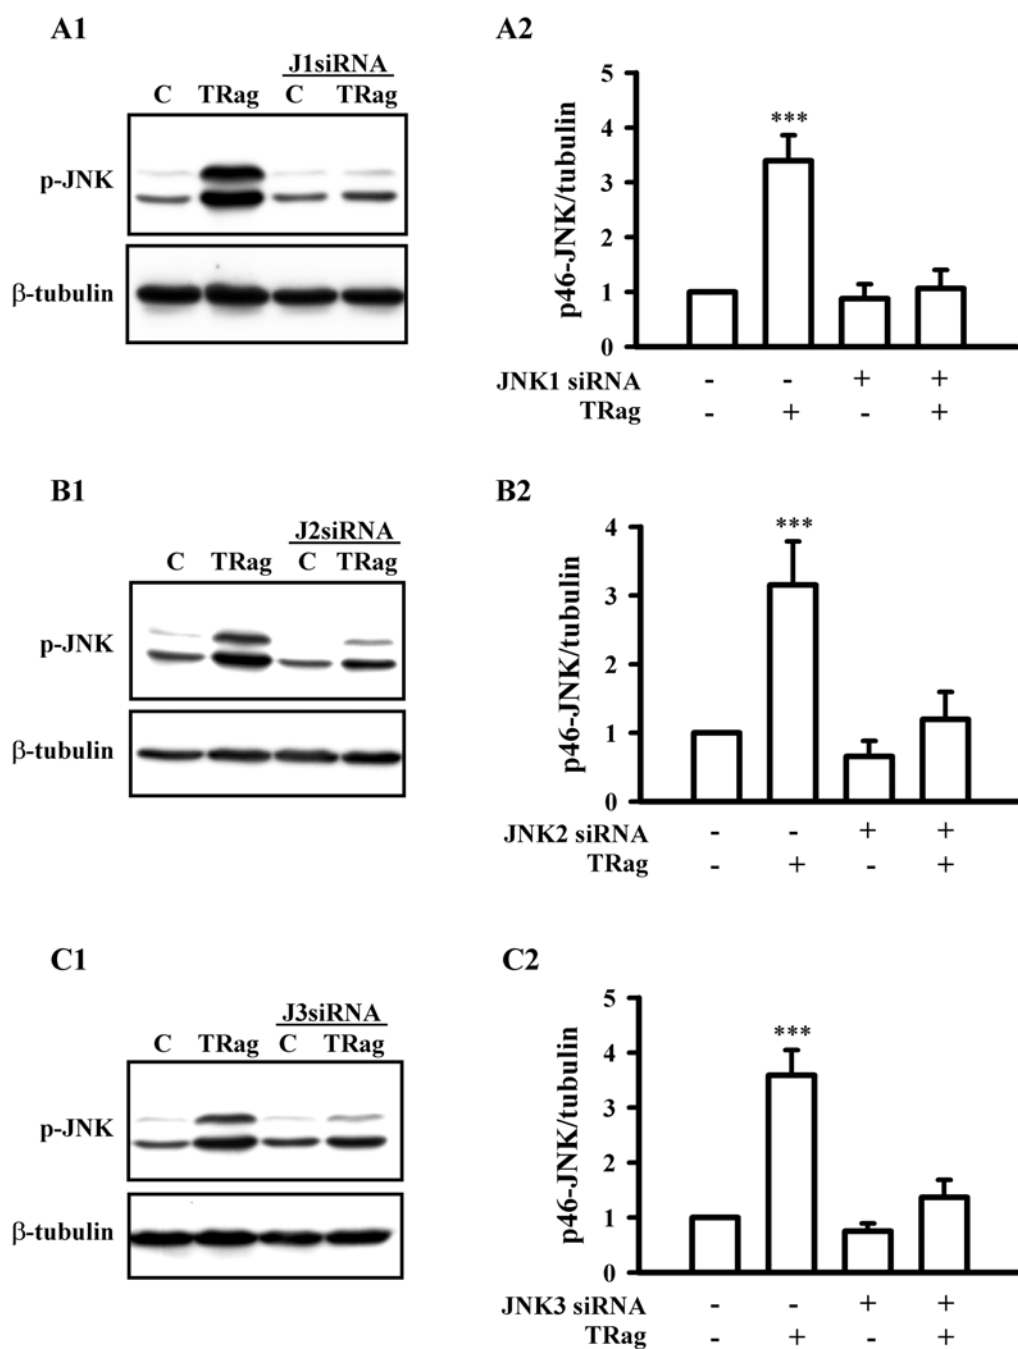 A1
J1siRNA
C TRag C TRag
p-JNK
β-tubulin
A2
p46-JNK/tubulin
5
4
3
2
1
0
***
JNK1 siRNA - - + +
TRag - + - +
B1
J2siRNA
C TRag C TRag
p-JNK
β-tubulin
B2
p46-JNK/tubulin
4
3
2
1
0
***
JNK2 siRNA - - + +
TRag - + - +
C1
J3siRNA
C TRag C TRag
p-JNK
β-tubulin
C2
p46-JNK/tubulin
5
4
3
2
1
0
***
JNK3 siRNA - - + +
TRag - + - +